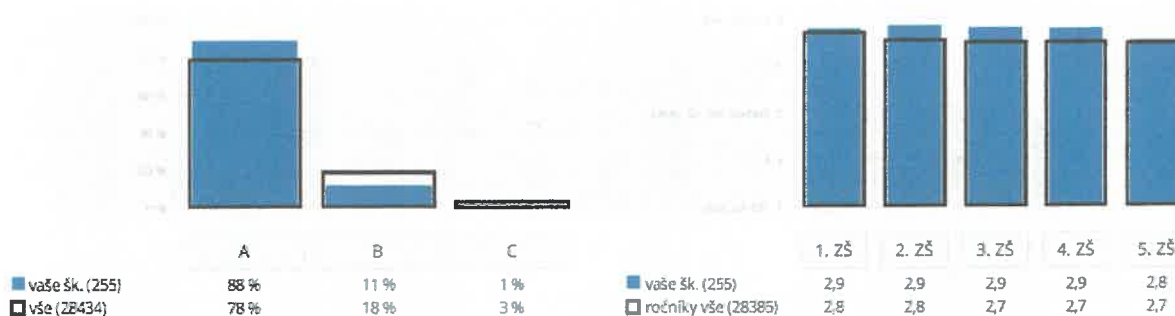 A B C
vaše šk. (255) 88 % 11 % 1 %
vše (28434) 78 % 18 % 3 %
1. ZŠ 2. ZŠ 3. ZŠ 4. ZŠ 5. ZŠ
vaše šk. (255) 2,9 2,9 2,9 2,9 2,8
ročníky vše (28385) 2,8 2,8 2,7 2,7 2,7